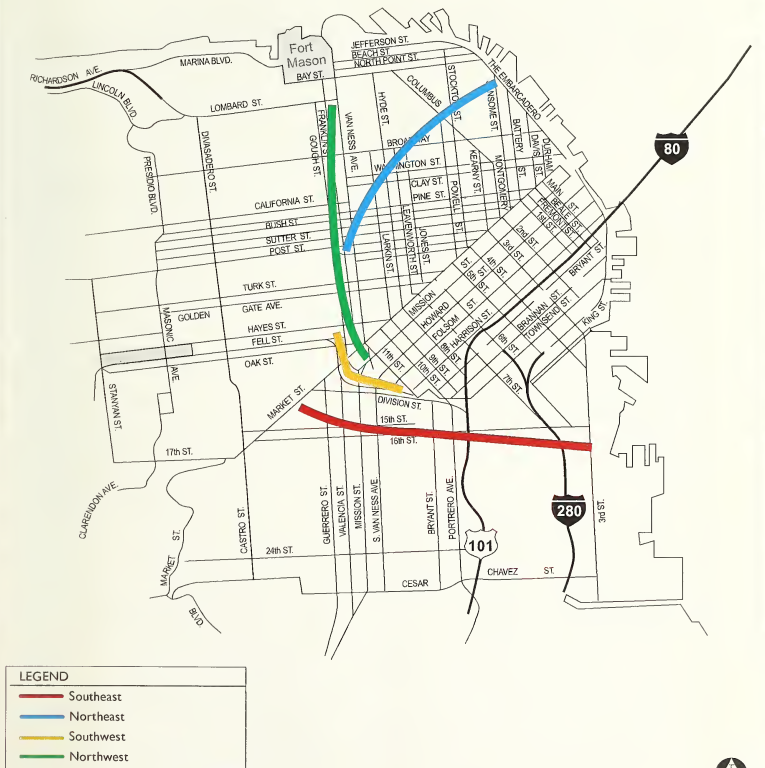 JEFFERSON ST.
Fort
Mason
BEACH ST
NORTH POINT ST.
BAY ST.
MARINA BLVD.
RICHARDSON AVE.
LINCOLN BLVD.
LOMBARD ST.
THE EMBARCADERO
COLUMBUS
STOCKTON ST.
HYDE ST.
VAN NESS AVE.
FRANKLIN ST.
GOUGH ST.
NSOME ST.
BATTERY ST.
DAVIS ST.
DIVASADERO ST.
PRESIDIO BLVD.
BROADWAY
WASHINGTON ST.
CLAY ST.
PINE ST.
KEARNY ST.
MONTGOMERY
POWELL ST.
CALIFORNIA ST.
BUSH ST.
SUTTER ST.
POST ST.
LARKIN ST.
LEAVENWORTH ST.
JONES ST.
MAIN ST.
BEALE ST.
FREMONT ST.
1st ST.
2nd ST.
3rd ST.
4th ST.
5th ST.
80
BRYANT ST.
TURK ST.
GOLDEN GATE AVE.
MASONIC AVE.
HAYES ST.
FELL ST.
OAK ST.
STANYAN ST.
MISSION ST.
HOWARD
FOLSOM ST.
HARRISON ST.
BRANNAN ST.
TOWNSEND ST.
KING ST.
6th ST.
7th ST.
8th ST.
9th ST.
10th ST.
11th ST.
MARKET ST.
DIVISION ST.
15th ST.
16th ST.
17th ST.
CLARENDON AVE.
CASTRO ST.
GUERRERO ST.
VALENCIA ST.
MISSION ST.
S. VAN NESS AVE.
BRYANT ST.
PORTRERO AVE.
3rd ST.
280
101
24th ST.
MARKET ST.
CESAR CHAVEZ ST.
BLVD.
LEGEND
Southeast
Northeast
Southwest
Northwest